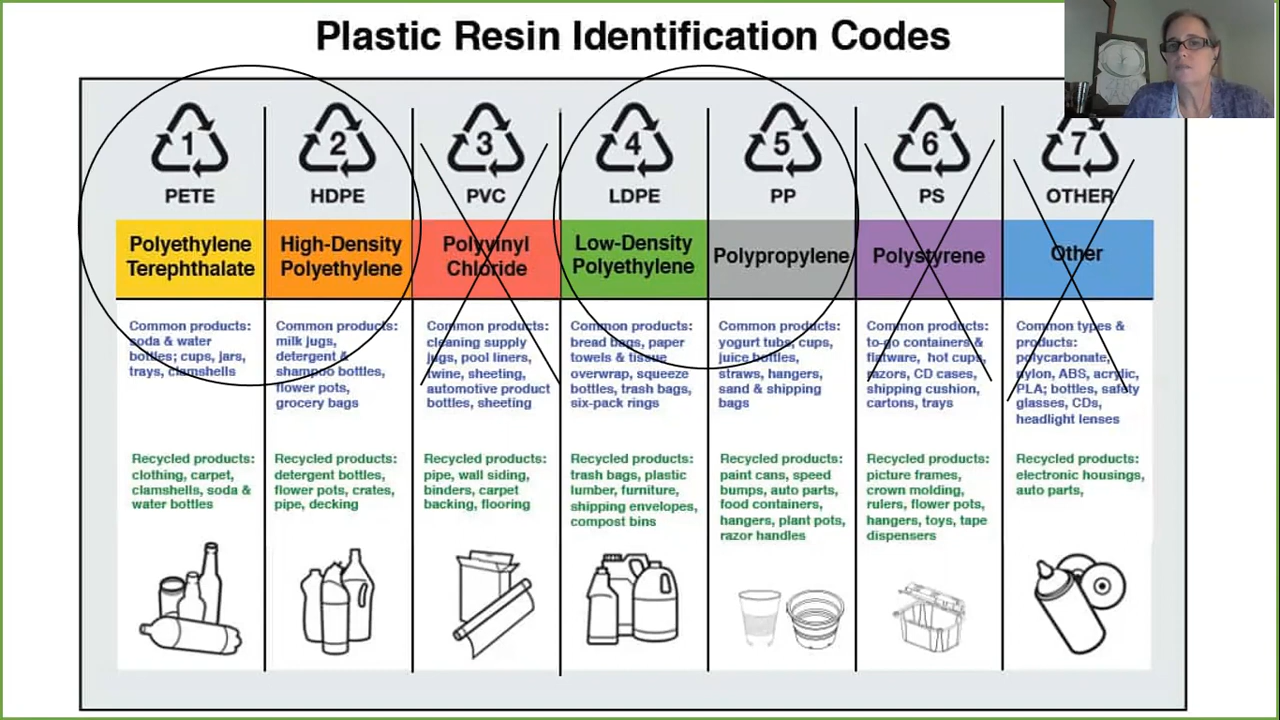 Plastic Resin Identification Codes
1
PETE
Polyethylene
Terephthalate
Common products:
soda & water
bottles; cups, jars,
trays, clamshells
Recycled products:
clothing, carpet,
clamshells, soda &
water bottles
2
HDPE
High-Density
Polyethylene
Common products:
milk jugs,
detergent &
shampoo bottles,
flower pots,
grocery bags
Recycled products:
detergent bottles,
flower pots, crates,
pipe, decking
3
PVC
Polyvinyl
Chloride
Common products:
cleaning supply
jugs, pool liners,
twine, sheeting,
automotive product
bottles, sheeting
Recycled products:
pipe, wall siding,
binders, carpet
backing, flooring
4
LDPE
Low-Density
Polyethylene
Common products:
bread bags, paper
towels & tissue
overwrap, squeeze
bottles, trash bags,
six-pack rings
Recycled products:
trash bags, plastic
lumber, furniture,
shipping envelopes,
compost bins
5
PP
Polypropylene
Common products:
yogurt tubs, cups,
juice bottles,
straws, hangers,
sand & shipping
bags
Recycled products:
paint cans, speed
bumps, auto parts,
food containers,
hangers, plant pots,
razor handles
6
PS
Polystyrene
Common products:
to-go containers &
flatware, hot cups,
razors, CD cases,
shipping cushion,
cartons, trays
Recycled products:
picture frames,
crown molding,
rulers, flower pots,
hangers, toys, tape
dispensers
7
OTHER
Other
Common types &
products:
polycarbonate,
nylon, ABS, acrylic,
PLA; bottles, safety
glasses, CDs,
headlight lenses
Recycled products:
electronic housings,
auto parts,